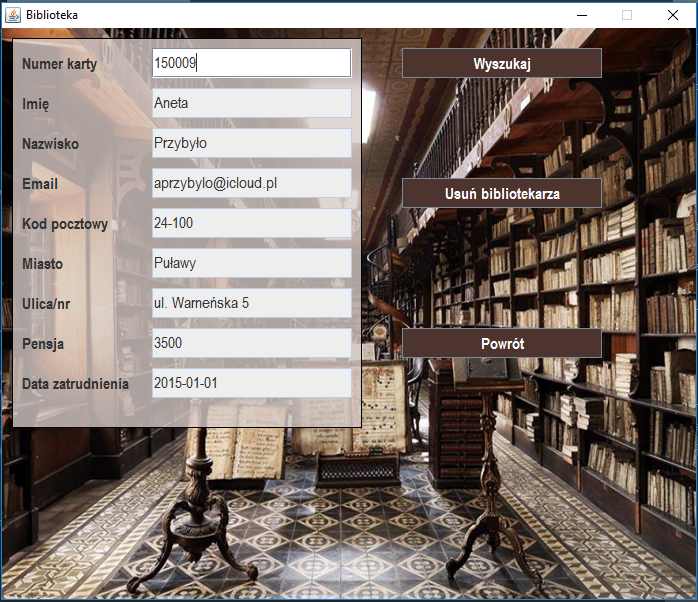 Biblioteka
Numer karty 150009 Wyszukaj
Imię Aneta
Nazwisko Przybyło
Email aprzybylo@icloud.pl Usuń bibliotekarza
Kod pocztowy 24-100
Miasto Puławy
Ulica/nr ul. Warneńska 5
Pensja 3500 Powrót
Data zatrudnienia 2015-01-01